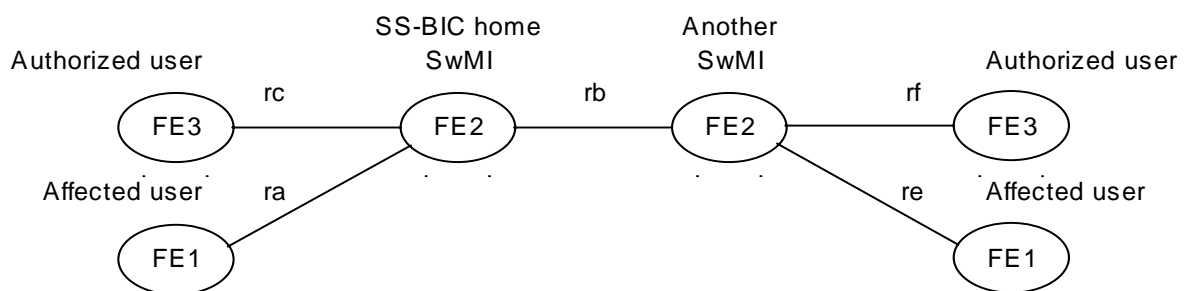 SS-BIC home
SwMI
Another
SwMI
Authorized user
Authorized user
rc
rb
rf
FE3
FE2
FE2
FE3
Affected user
ra
re
Affected user
FE1
FE1